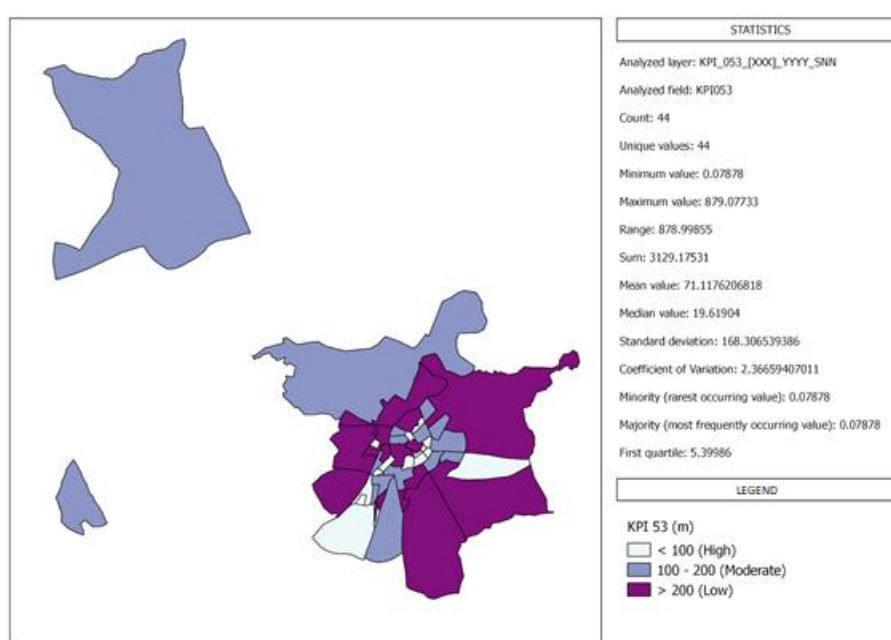 STATISTICS
Analyzed layer: KPI_053_[XXX]_YYYY_SNN
Analyzed field: KPI053
Count: 44
Unique values: 44
Minimum value: 0.07878
Maximum value: 879.07733
Range: 878.99855
Sum: 3129.17531
Mean value: 71.1176206818
Median value: 19.61904
Standard deviation: 168.306539386
Coefficient of Variation: 2.36659407011
Minority (rarest occurring value): 0.07878
Majority (most frequently occurring value): 0.07878
First quartile: 5.39986
LEGEND
KPI 53 (m)
< 100 (High)
100 - 200 (Moderate)
> 200 (Low)